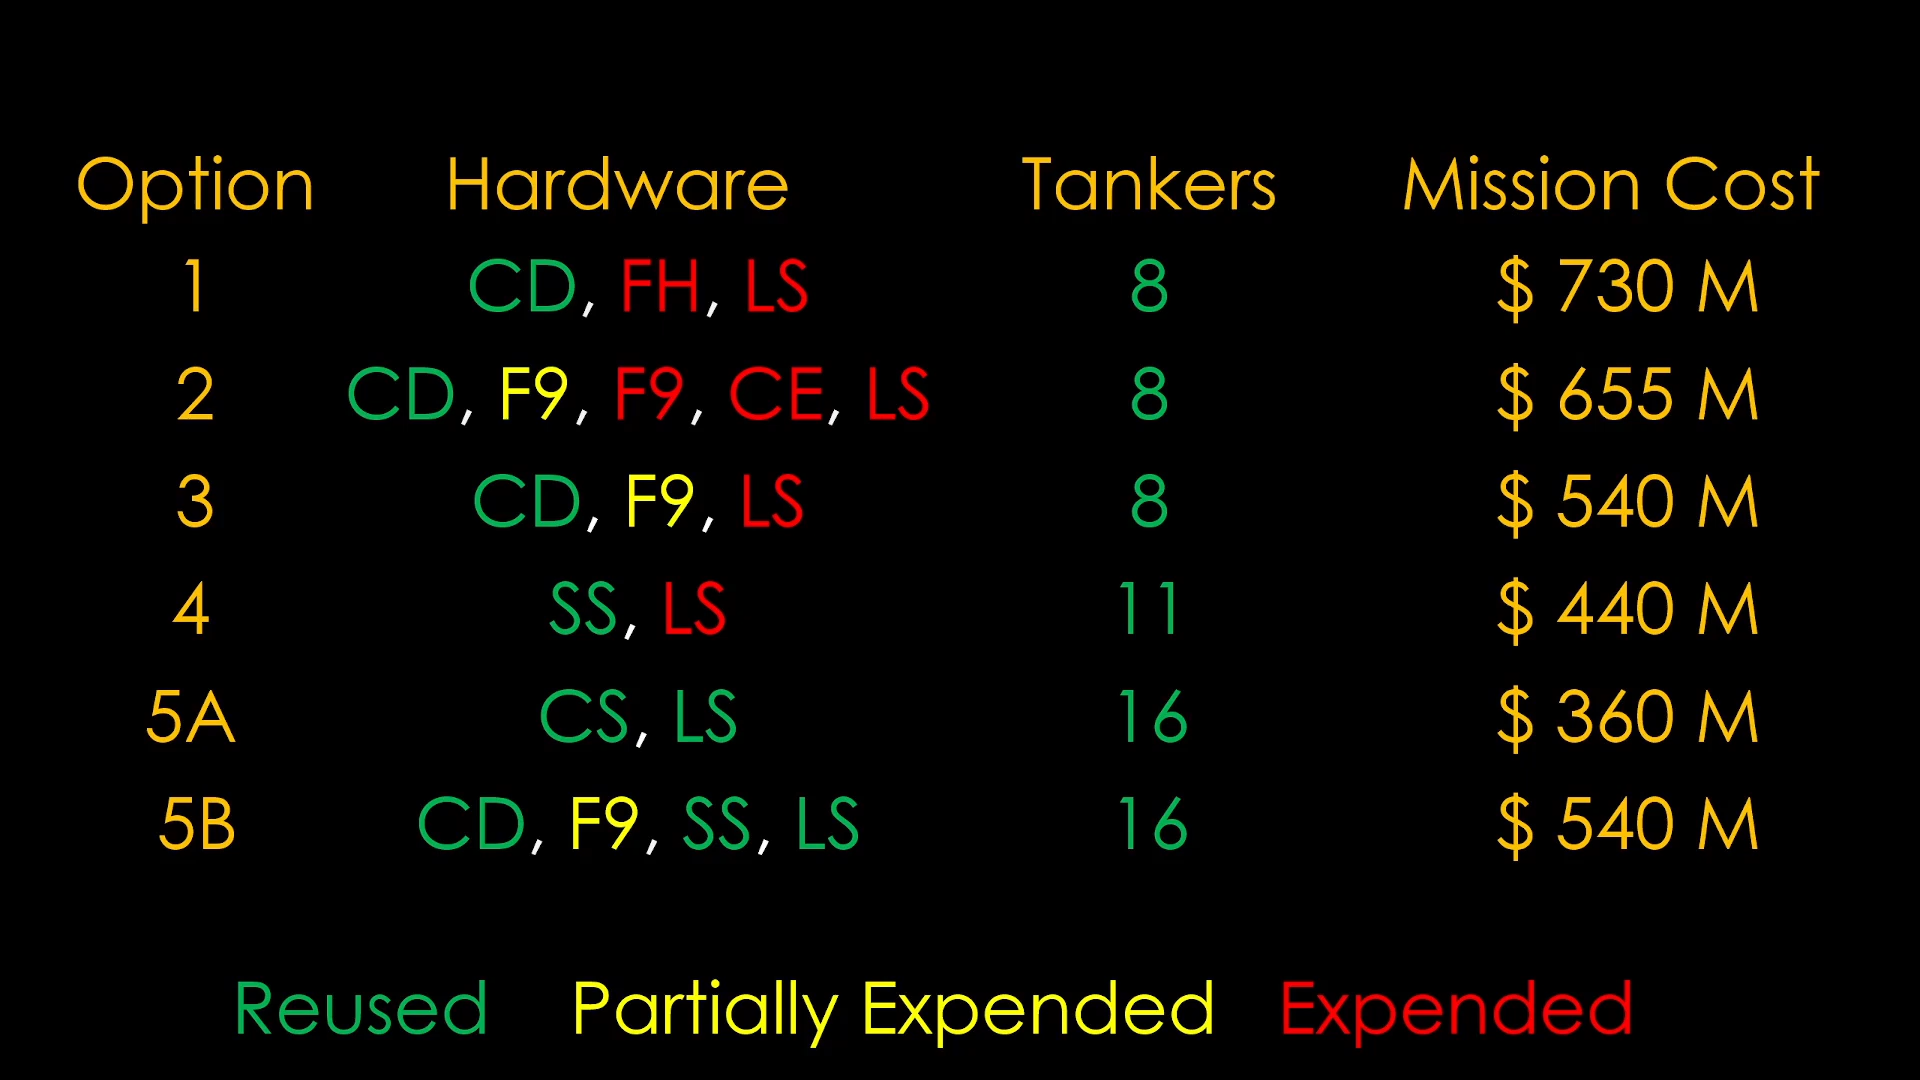 Option Hardware Tankers Mission Cost
1 CD, FH, LS 8 $ 730 M
2 CD, F9, F9, CE, LS 8 $ 655 M
3 CD, F9, LS 8 $ 540 M
4 SS, LS 11 $ 440 M
5A CS, LS 16 $ 360 M
5B CD, F9, SS, LS 16 $ 540 M
Reused Partially Expended Expended